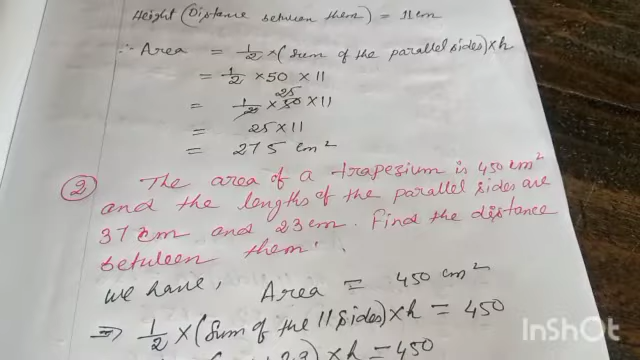 Height (Distance between them) = 11cm
∴ Area = 1/2 × (Sum of the parallel sides) × h
= 1/2 × 50 × 11
25
= 1/2 × 50 × 11
= 25 × 11
= 275 cm²
② The area of a trapezium is 450 cm²
and the lengths of the parallel sides are
37 cm and 23 cm. Find the distance
between them.
We have, Area = 450 cm²
⇒ 1/2 × (Sum of the 11 sides) × h = 450
) × h = 450
InShOt